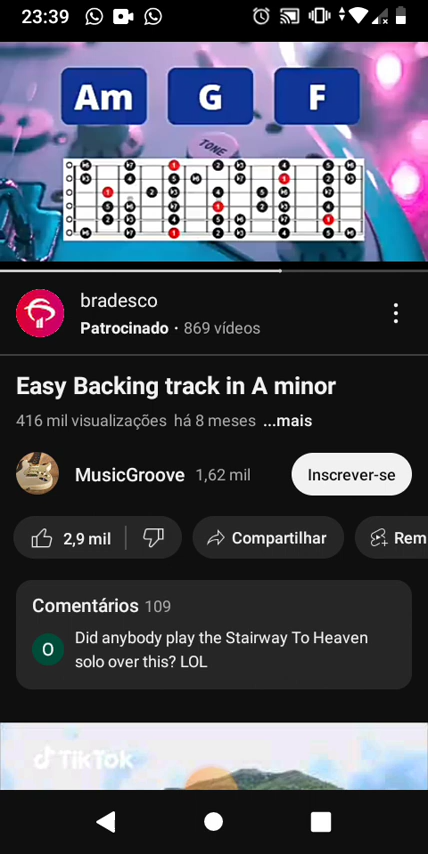 23:39
Am G F
TONE
bradesco
Patrocinado · 869 vídeos
Easy Backing track in A minor
416 mil visualizações há 8 meses ...mais
MusicGroove 1,62 mil
Inscrever-se
2,9 mil
Compartilhar
Rem
Comentários 109
O
Did anybody play the Stairway To Heaven
solo over this? LOL
TikTok